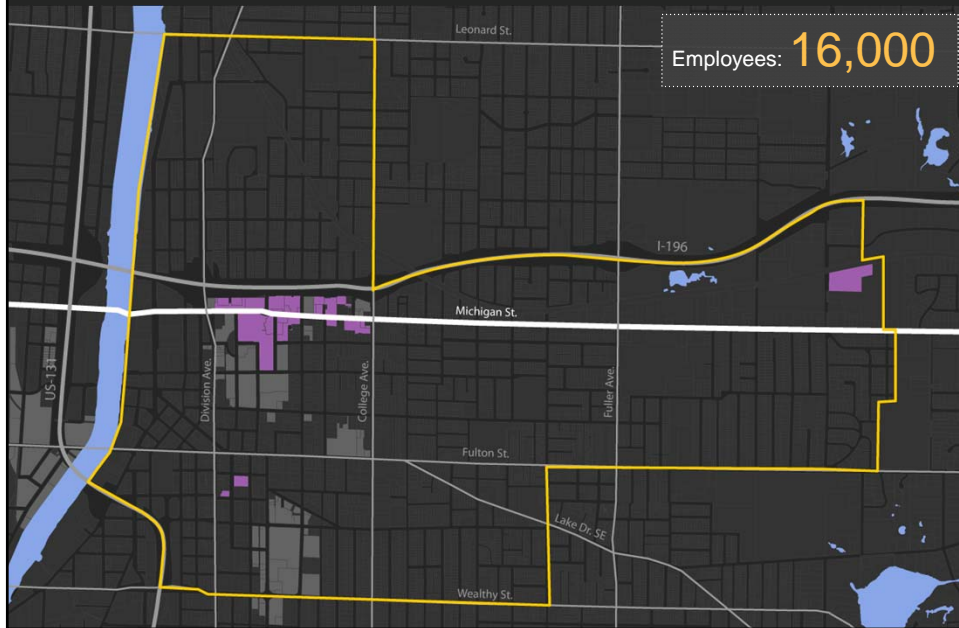 Leonard St.
Employees: 16,000
I-196
Michigan St.
US-131
Division Ave.
College Ave.
Fuller Ave.
Fulton St.
Lake Dr. SE
Wealthy St.